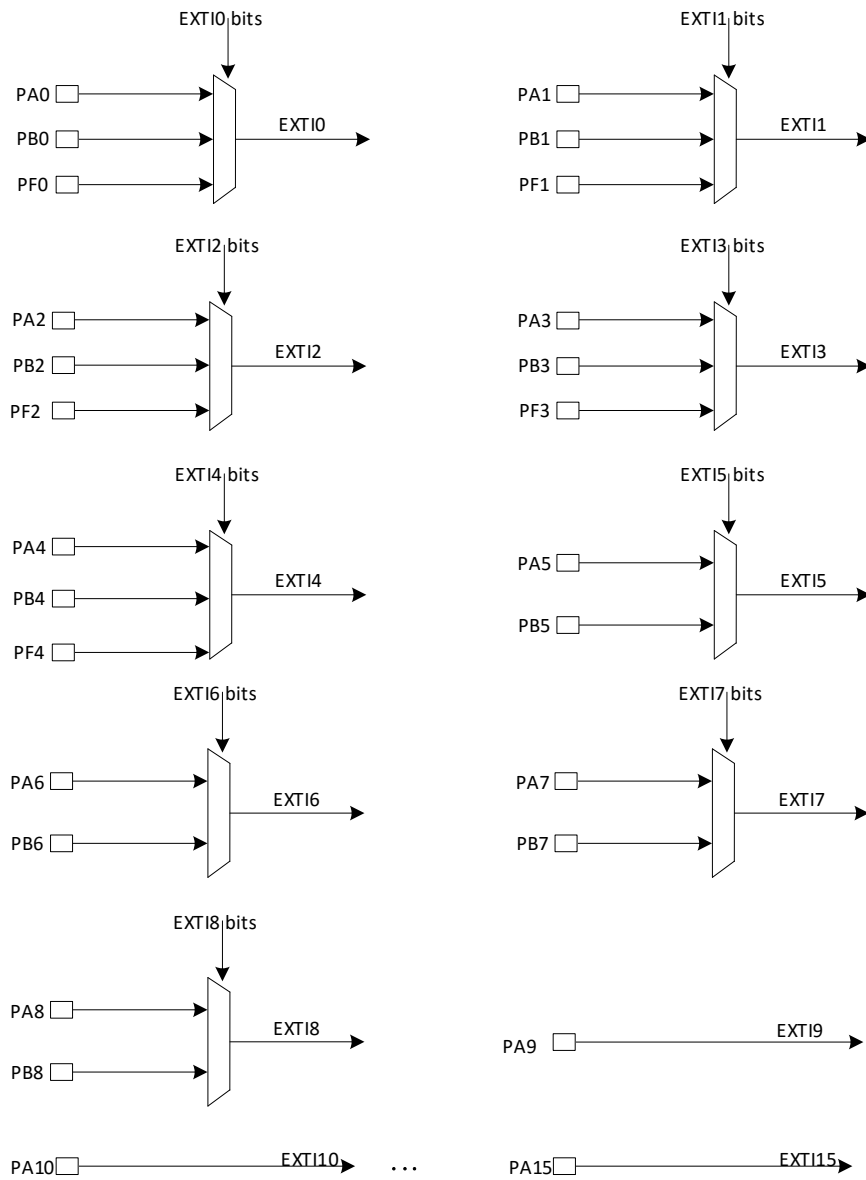 EXTI0 bits
PA0
PB0
EXTI0
PF0
EXTI1 bits
PA1
PB1
EXTI1
PF1
EXTI2 bits
PA2
PB2
EXTI2
PF2
EXTI3 bits
PA3
PB3
EXTI3
PF3
EXTI4 bits
PA4
PB4
EXTI4
PF4
EXTI5 bits
PA5
EXTI5
PB5
EXTI6 bits
PA6
EXTI6
PB6
EXTI7 bits
PA7
EXTI7
PB7
EXTI8 bits
PA8
EXTI8
PB8
PA9
EXTI9
PA10
EXTI10
...
PA15
EXTI15